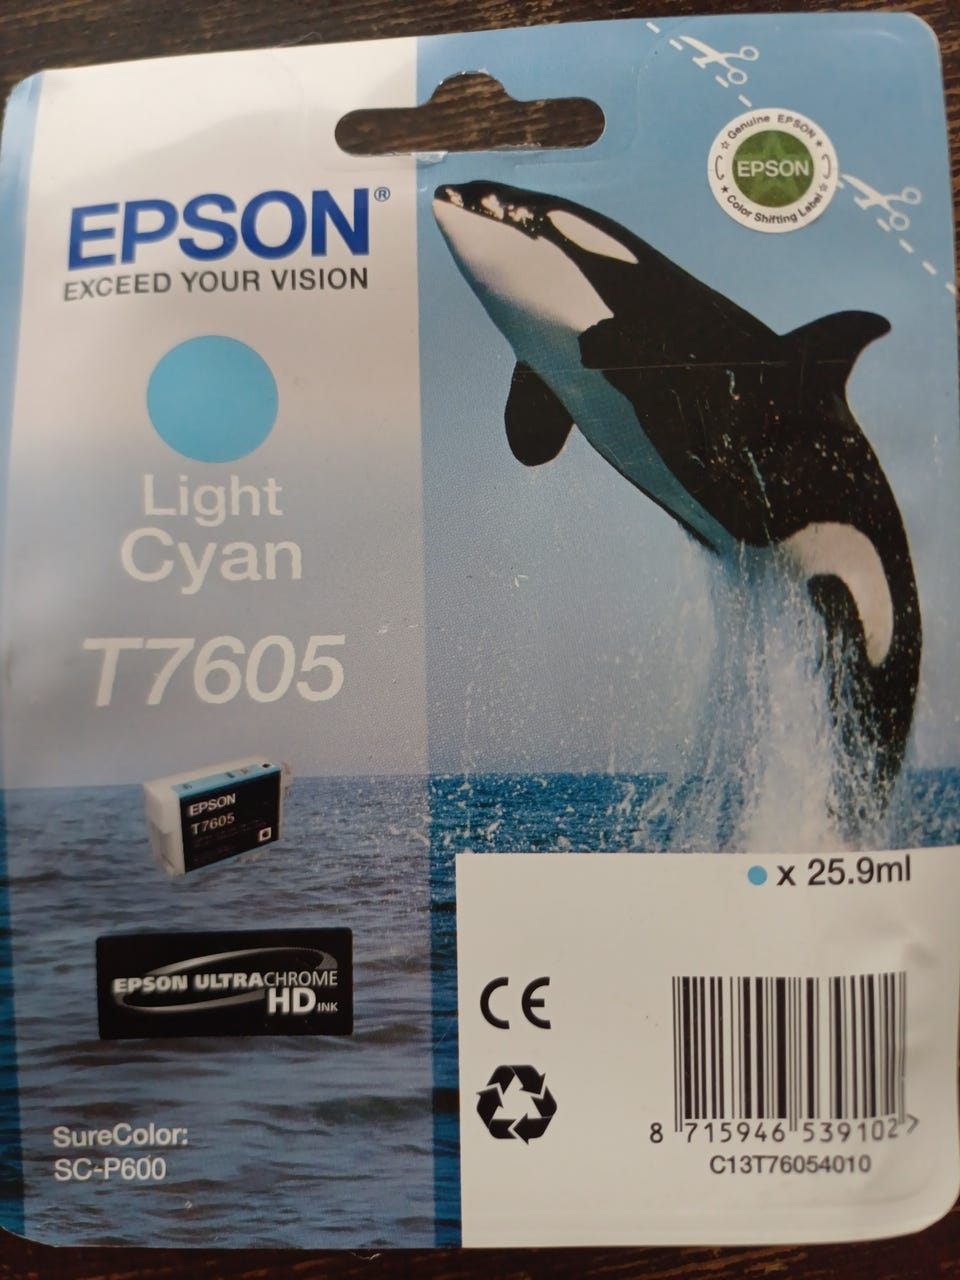 Genuine EPSON
EPSON
Color Shifting Label
EPSON®
EXCEED YOUR VISION
Light
Cyan
T7605
EPSON
T7605
EPSON ULTRACHROME
HD INK
SureColor:
SC-P600
x 25.9ml
CE
8 715946 539102 >
C13T76054010